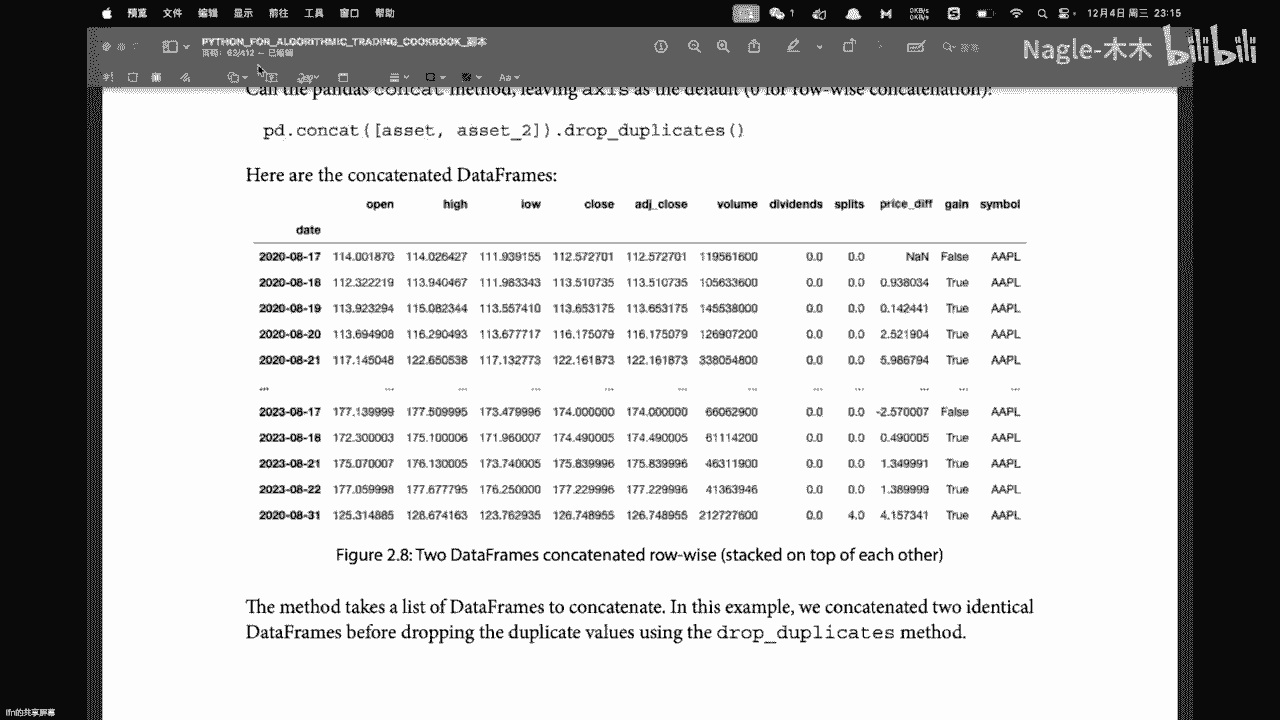 预览 文件 编辑 显示 前往 工具 窗口 帮助 1 0KB/s 0KB/s 12月4日 周三 23:15
PYTHON_FOR_ALGORITHMIC_TRADING_COOKBOOK_副本
页码：63/412 — 已编辑
搜索
Nagle-木木 bilibili
Call the pandas concat method, leaving axis as the default (0 for row-wise concatenation):
pd.concat([asset, asset_2]).drop_duplicates()
Here are the concatenated DataFrames:
open high low close adj_close volume dividends splits price_diff gain symbol
date
2020-08-17 114.001870 114.026427 111.939155 112.572701 112.572701 119561600 0.0 0.0 NaN False AAPL
2020-08-18 112.322219 113.940467 111.983343 113.510735 113.510735 105633600 0.0 0.0 0.938034 True AAPL
2020-08-19 113.923294 115.082344 113.557410 113.653175 113.653175 145538000 0.0 0.0 0.142441 True AAPL
2020-08-20 113.694908 116.290493 113.677717 116.175079 116.175079 126907200 0.0 0.0 2.521904 True AAPL
2020-08-21 117.145048 122.650538 117.132773 122.161873 122.161873 338054800 0.0 0.0 5.986794 True AAPL
... ... ... ... ... ... ... ... ... ... ... ...
2023-08-17 177.139999 177.509995 173.479996 174.000000 174.000000 66062900 0.0 0.0 -2.570007 False AAPL
2023-08-18 172.300003 175.100006 171.960007 174.490005 174.490005 61114200 0.0 0.0 0.490005 True AAPL
2023-08-21 175.070007 176.130005 173.740005 175.839996 175.839996 46311900 0.0 0.0 1.349991 True AAPL
2023-08-22 177.059998 177.677795 176.250000 177.229996 177.229996 41363946 0.0 0.0 1.389999 True AAPL
2020-08-31 125.314885 128.674163 123.762935 126.748955 126.748955 212727600 0.0 4.0 4.157341 True AAPL
Figure 2.8: Two DataFrames concatenated row-wise (stacked on top of each other)
The method takes a list of DataFrames to concatenate. In this example, we concatenated two identical
DataFrames before dropping the duplicate values using the drop_duplicates method.
lfn的共享屏幕